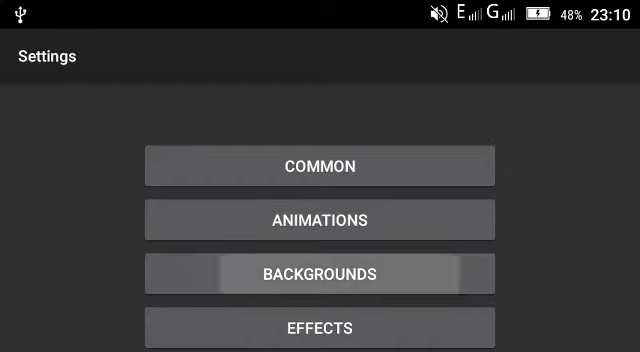 E G 48% 23:10
Settings
COMMON
ANIMATIONS
BACKGROUNDS
EFFECTS